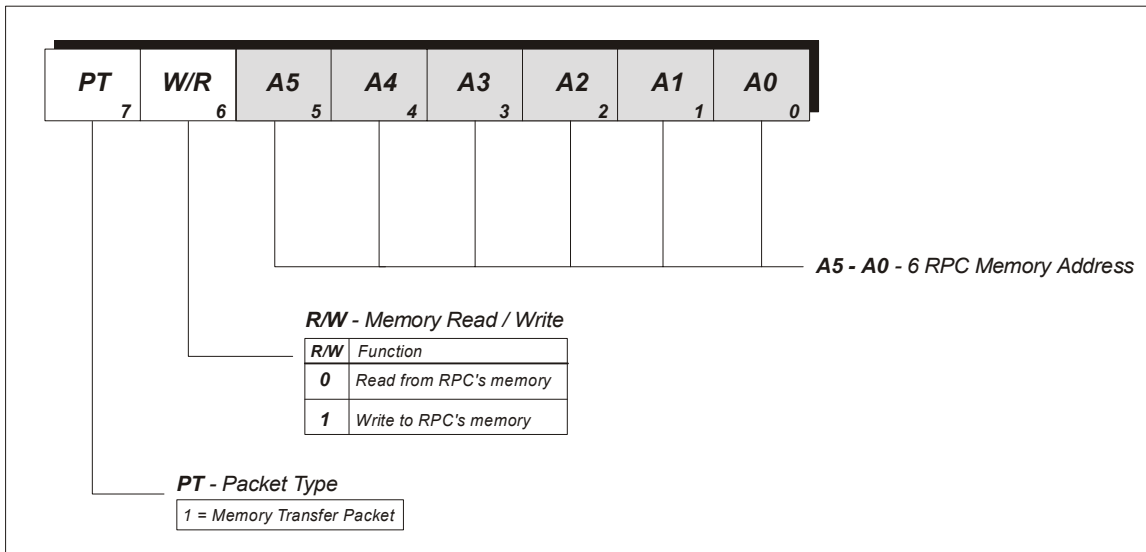 PT W/R A5 A4 A3 A2 A1 A0
7 6 5 4 3 2 1 0
A5 - A0 - 6 RPC Memory Address
R/W - Memory Read / Write
R/W Function
0 Read from RPC's memory
1 Write to RPC's memory
PT - Packet Type
1 = Memory Transfer Packet